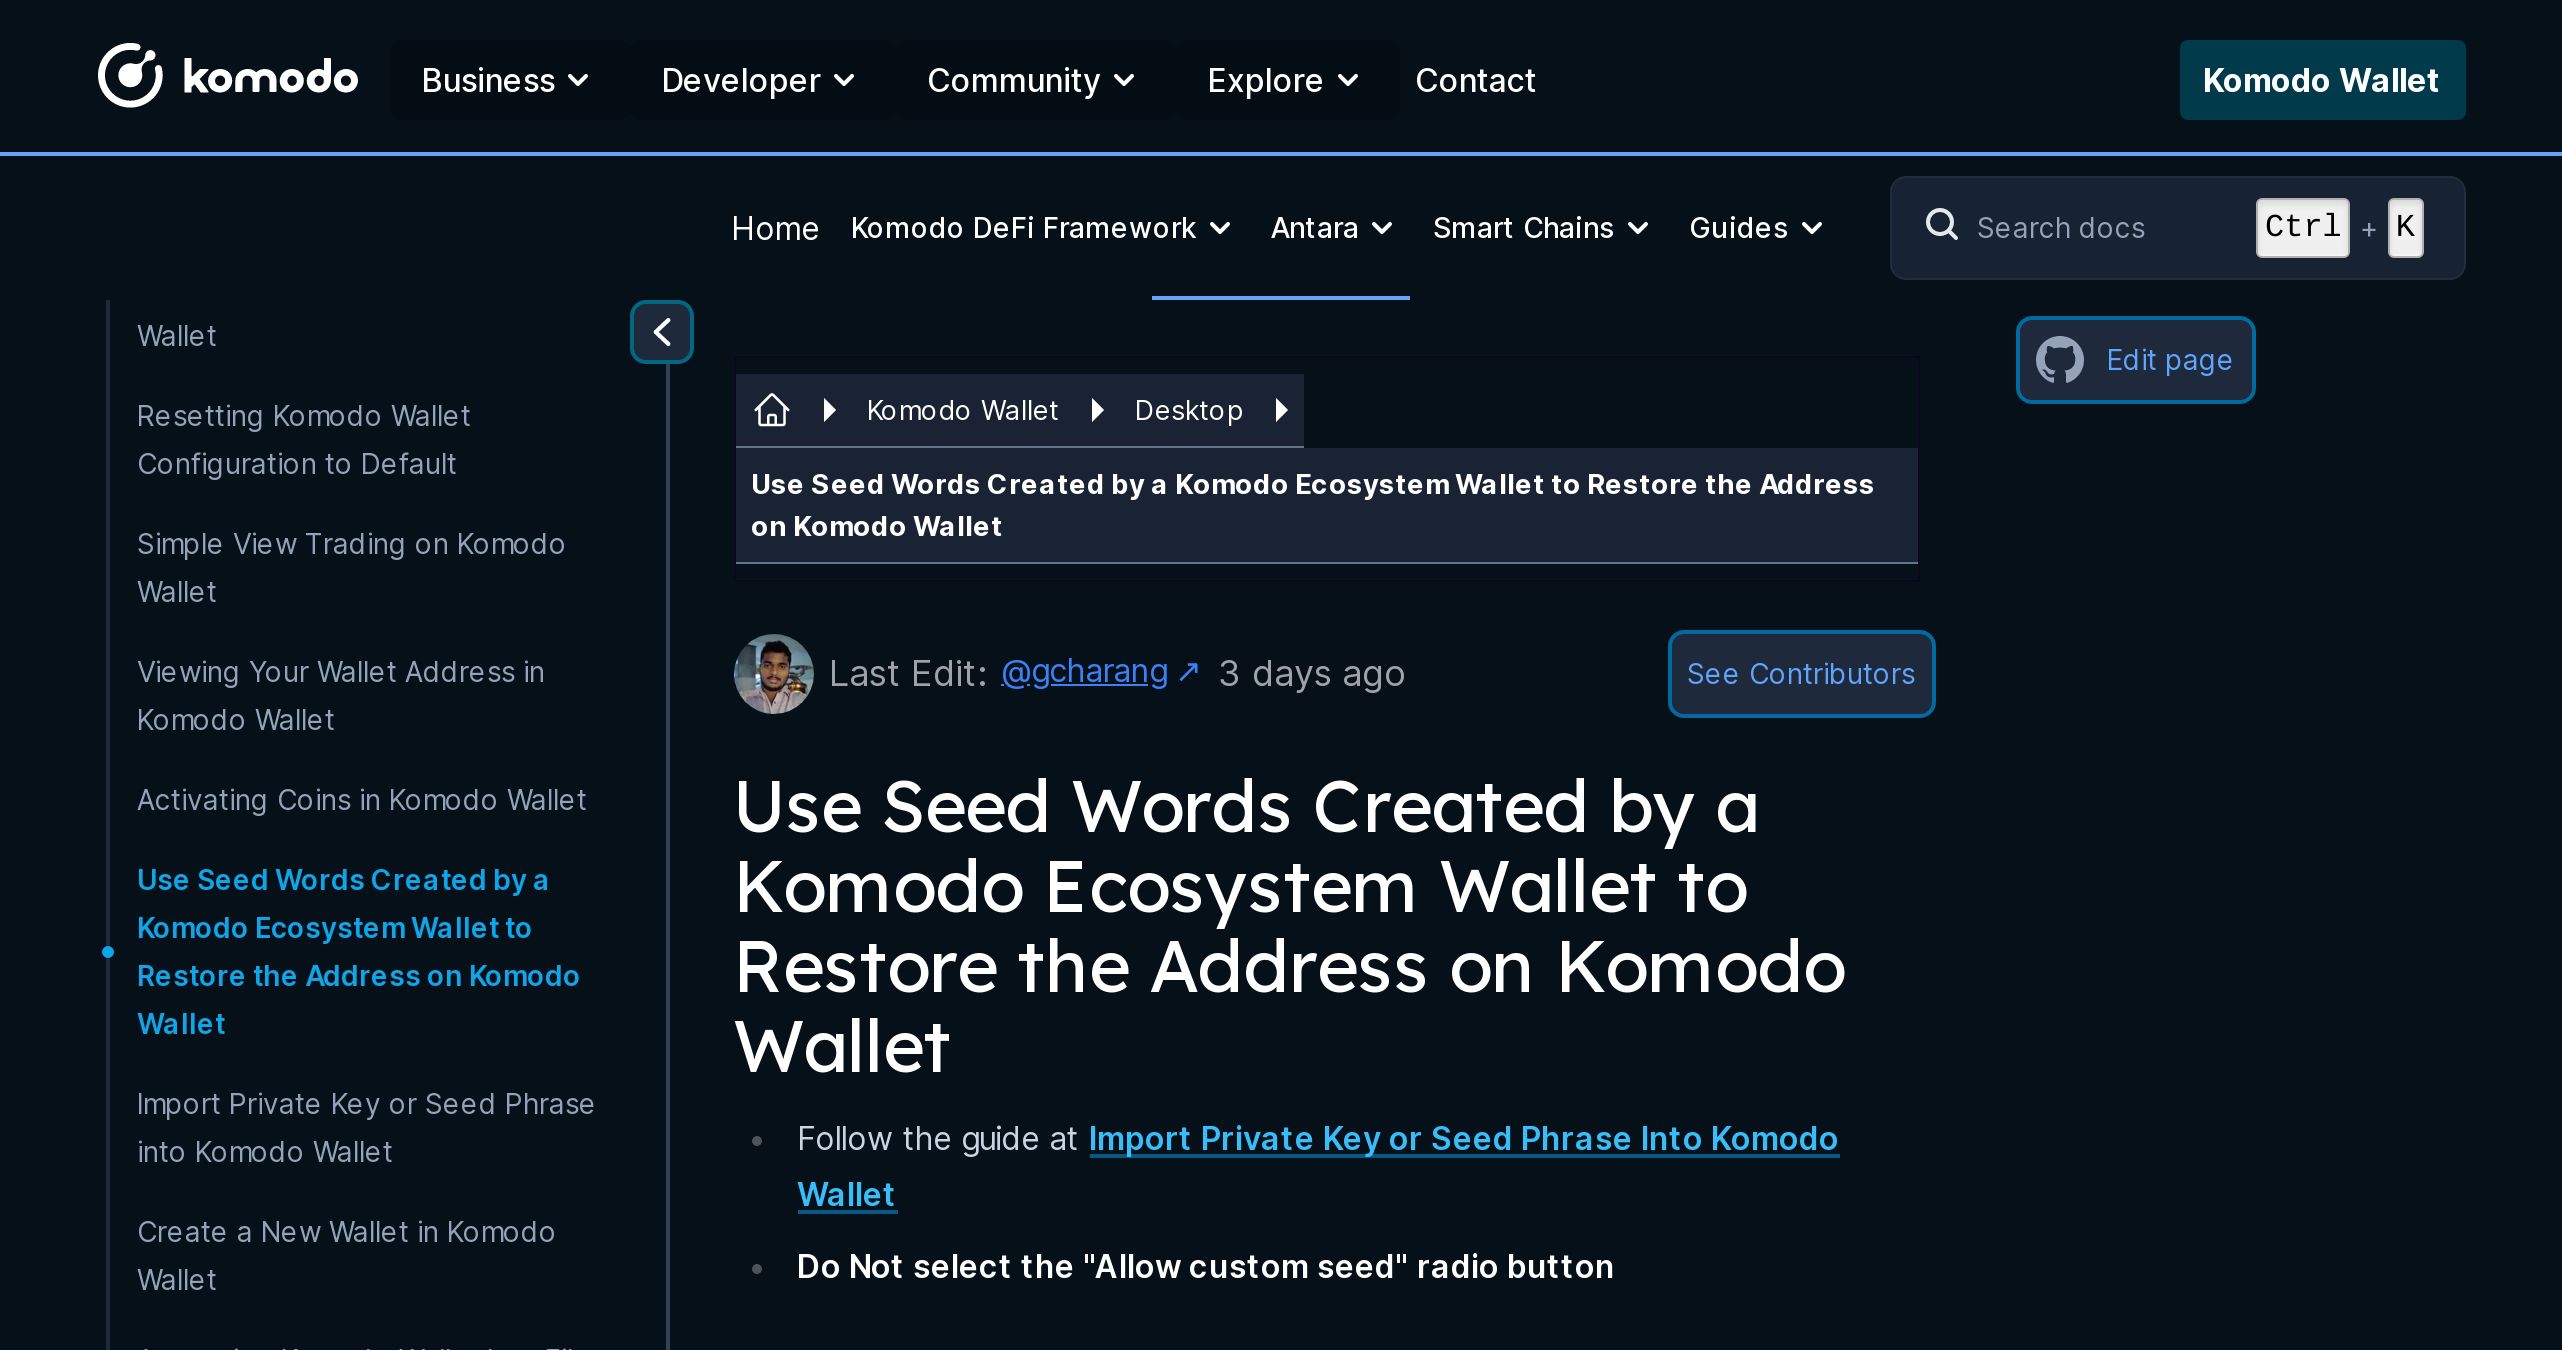 komodo
Business
Developer
Community
Explore
Contact
Komodo Wallet
Home
Komodo DeFi Framework
Antara
Smart Chains
Guides
Search docs
Ctrl + K
Wallet
Resetting Komodo Wallet
Configuration to Default
Simple View Trading on Komodo
Wallet
Viewing Your Wallet Address in
Komodo Wallet
Activating Coins in Komodo Wallet
Use Seed Words Created by a
Komodo Ecosystem Wallet to
Restore the Address on Komodo
Wallet
Import Private Key or Seed Phrase
into Komodo Wallet
Create a New Wallet in Komodo
Wallet
Edit page
Komodo Wallet
Desktop
Use Seed Words Created by a Komodo Ecosystem Wallet to Restore the Address
on Komodo Wallet
Last Edit: @gcharang ↗ 3 days ago
See Contributors
Use Seed Words Created by a
Komodo Ecosystem Wallet to
Restore the Address on Komodo
Wallet
Follow the guide at Import Private Key or Seed Phrase Into Komodo
Wallet
Do Not select the "Allow custom seed" radio button